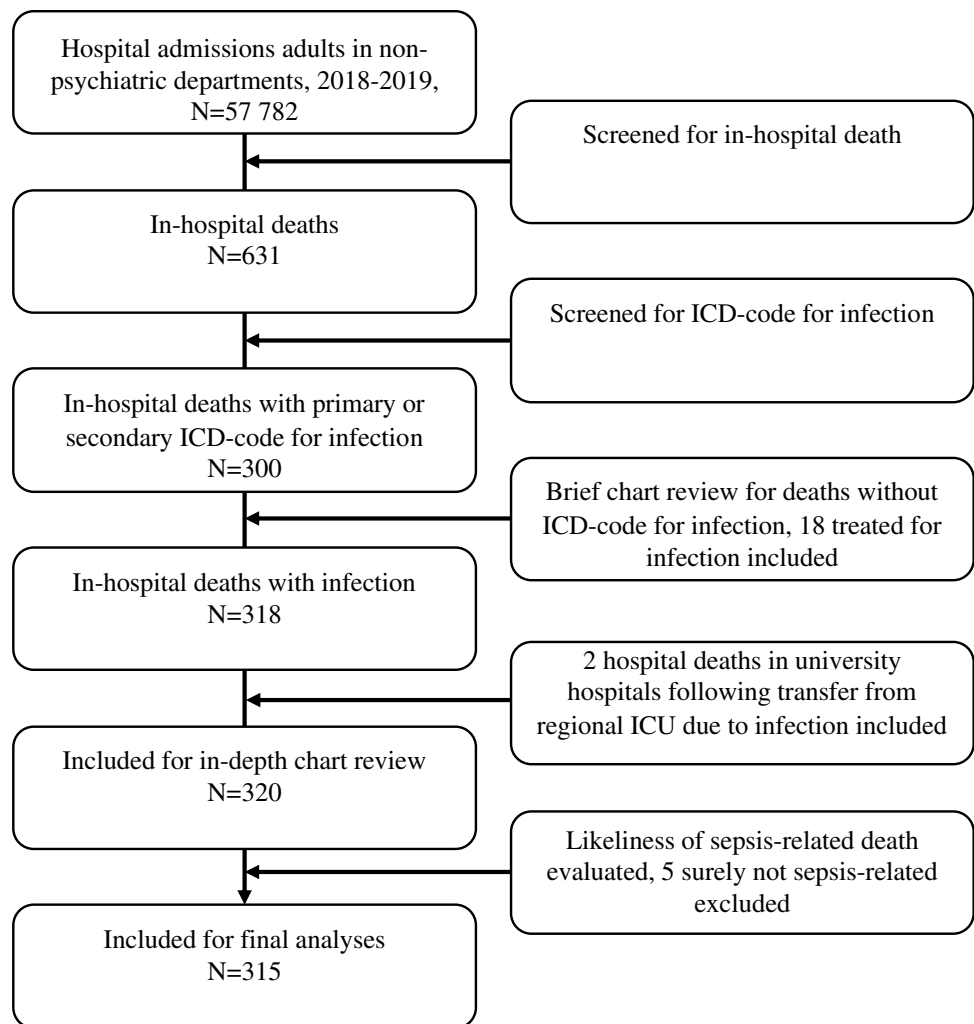 Hospital admissions adults in non-
psychiatric departments, 2018-2019,
N=57 782
Screened for in-hospital death
In-hospital deaths
N=631
Screened for ICD-code for infection
In-hospital deaths with primary or
secondary ICD-code for infection
N=300
Brief chart review for deaths without
ICD-code for infection, 18 treated for
infection included
In-hospital deaths with infection
N=318
2 hospital deaths in university
hospitals following transfer from
regional ICU due to infection included
Included for in-depth chart review
N=320
Likeliness of sepsis-related death
evaluated, 5 surely not sepsis-related
excluded
Included for final analyses
N=315